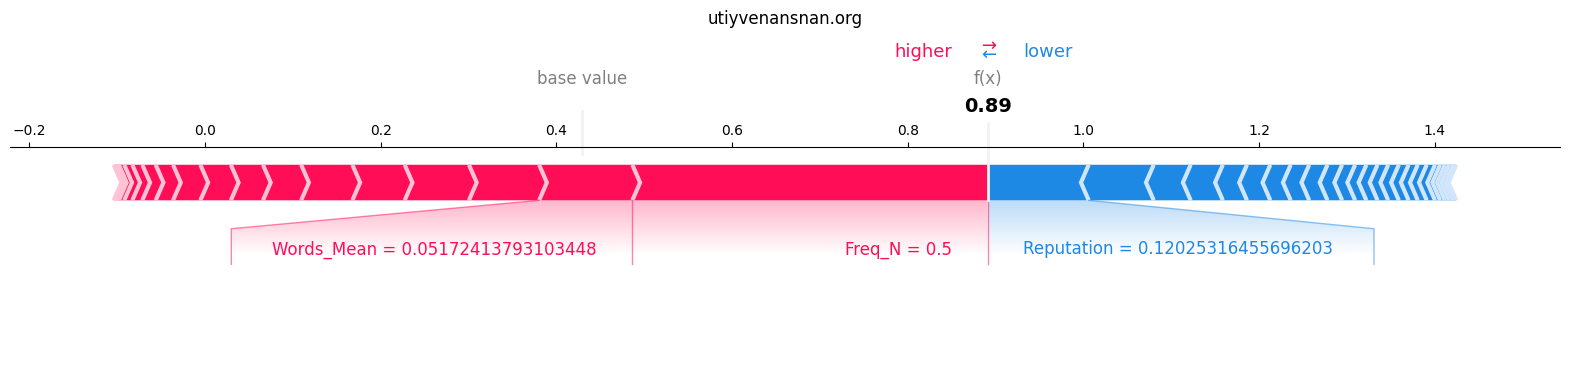 utiyvenansnan.org
higher ⇄ lower
base value f(x)
0.89
−0.2 0.0 0.2 0.4 0.6 0.8 1.0 1.2 1.4
Words_Mean = 0.05172413793103448 Freq_N = 0.5 Reputation = 0.12025316455696203